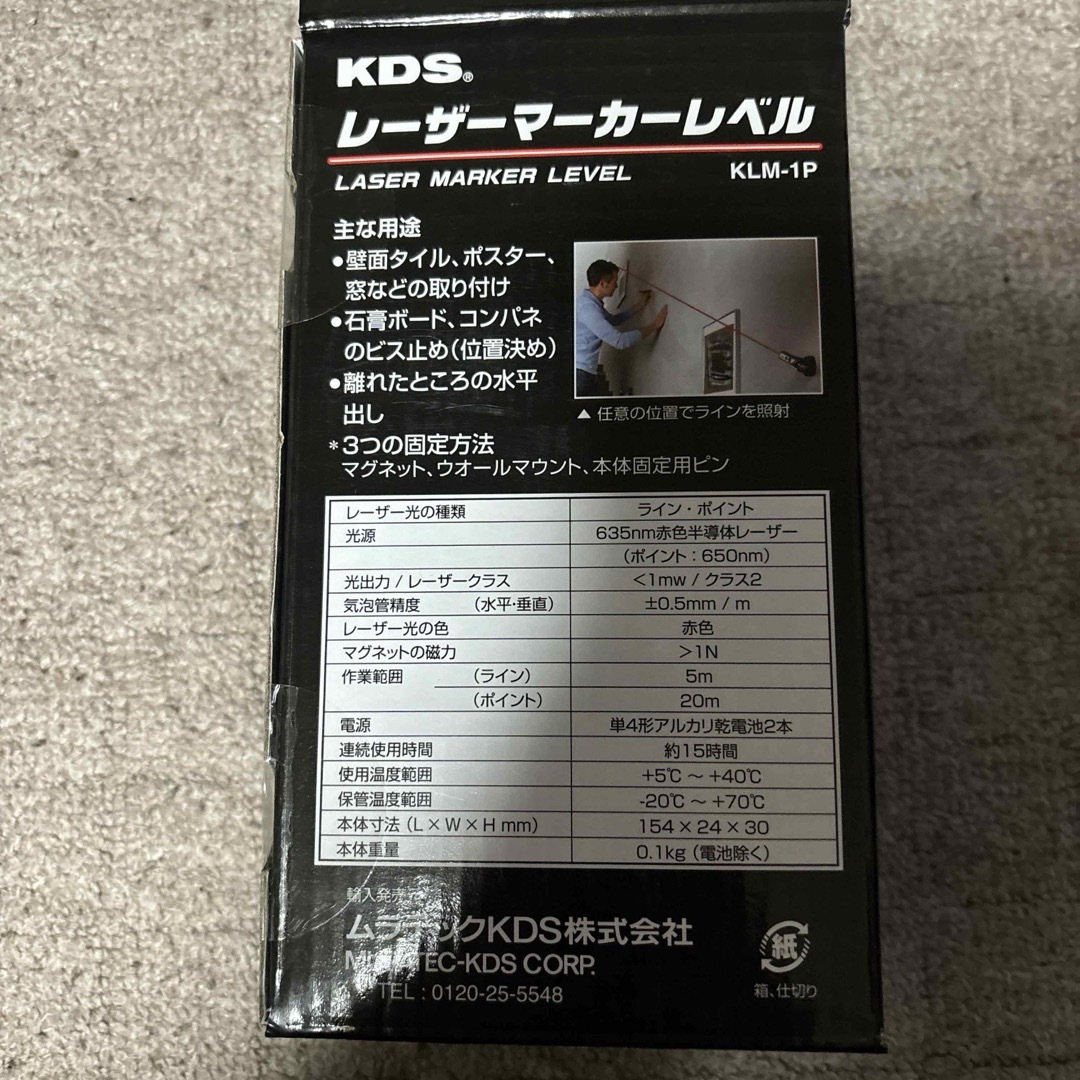 KDS®
レーザーマーカーレベル
LASER MARKER LEVEL KLM-1P
主な用途
●壁面タイル、ポスター、
窓などの取り付け
●石膏ボード、コンパネ
のビス止め(位置決め)
●離れたところの水平
出し
▲ 任意の位置でラインを照射
*3つの固定方法
マグネット、ウオールマウント、本体固定用ピン
レーザー光の種類 ライン・ポイント
光源 635nm赤色半導体レーザー
(ポイント:650nm)
光出力 / レーザークラス <1mw / クラス2
気泡管精度 (水平・垂直) ±0.5mm / m
レーザー光の色 赤色
マグネットの磁力 >1N
作業範囲 (ライン) 5m
(ポイント) 20m
電源 単4形アルカリ乾電池2本
連続使用時間 約15時間
使用温度範囲 +5℃ ~ +40℃
保管温度範囲 -20℃ ~ +70℃
本体寸法 (L×W×H mm) 154×24×30
本体重量 0.1kg (電池除く)
輸入発売元
ムラテックKDS株式会社
MURATEC-KDS CORP.
TEL : 0120-25-5548
紙
箱、仕切り